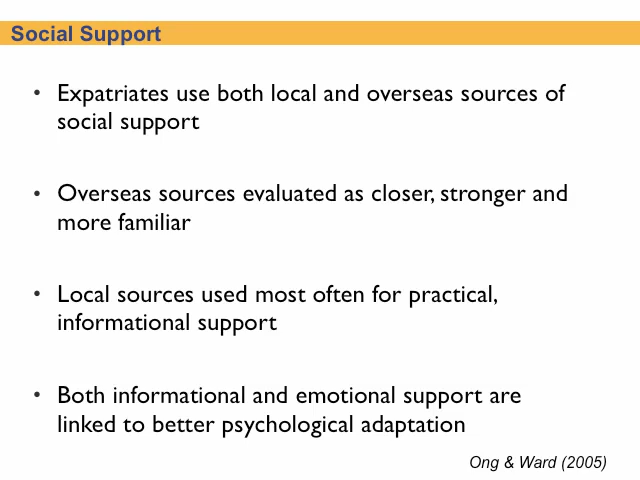 Social Support
• Expatriates use both local and overseas sources of
social support
• Overseas sources evaluated as closer, stronger and
more familiar
• Local sources used most often for practical,
informational support
• Both informational and emotional support are
linked to better psychological adaptation
Ong & Ward (2005)